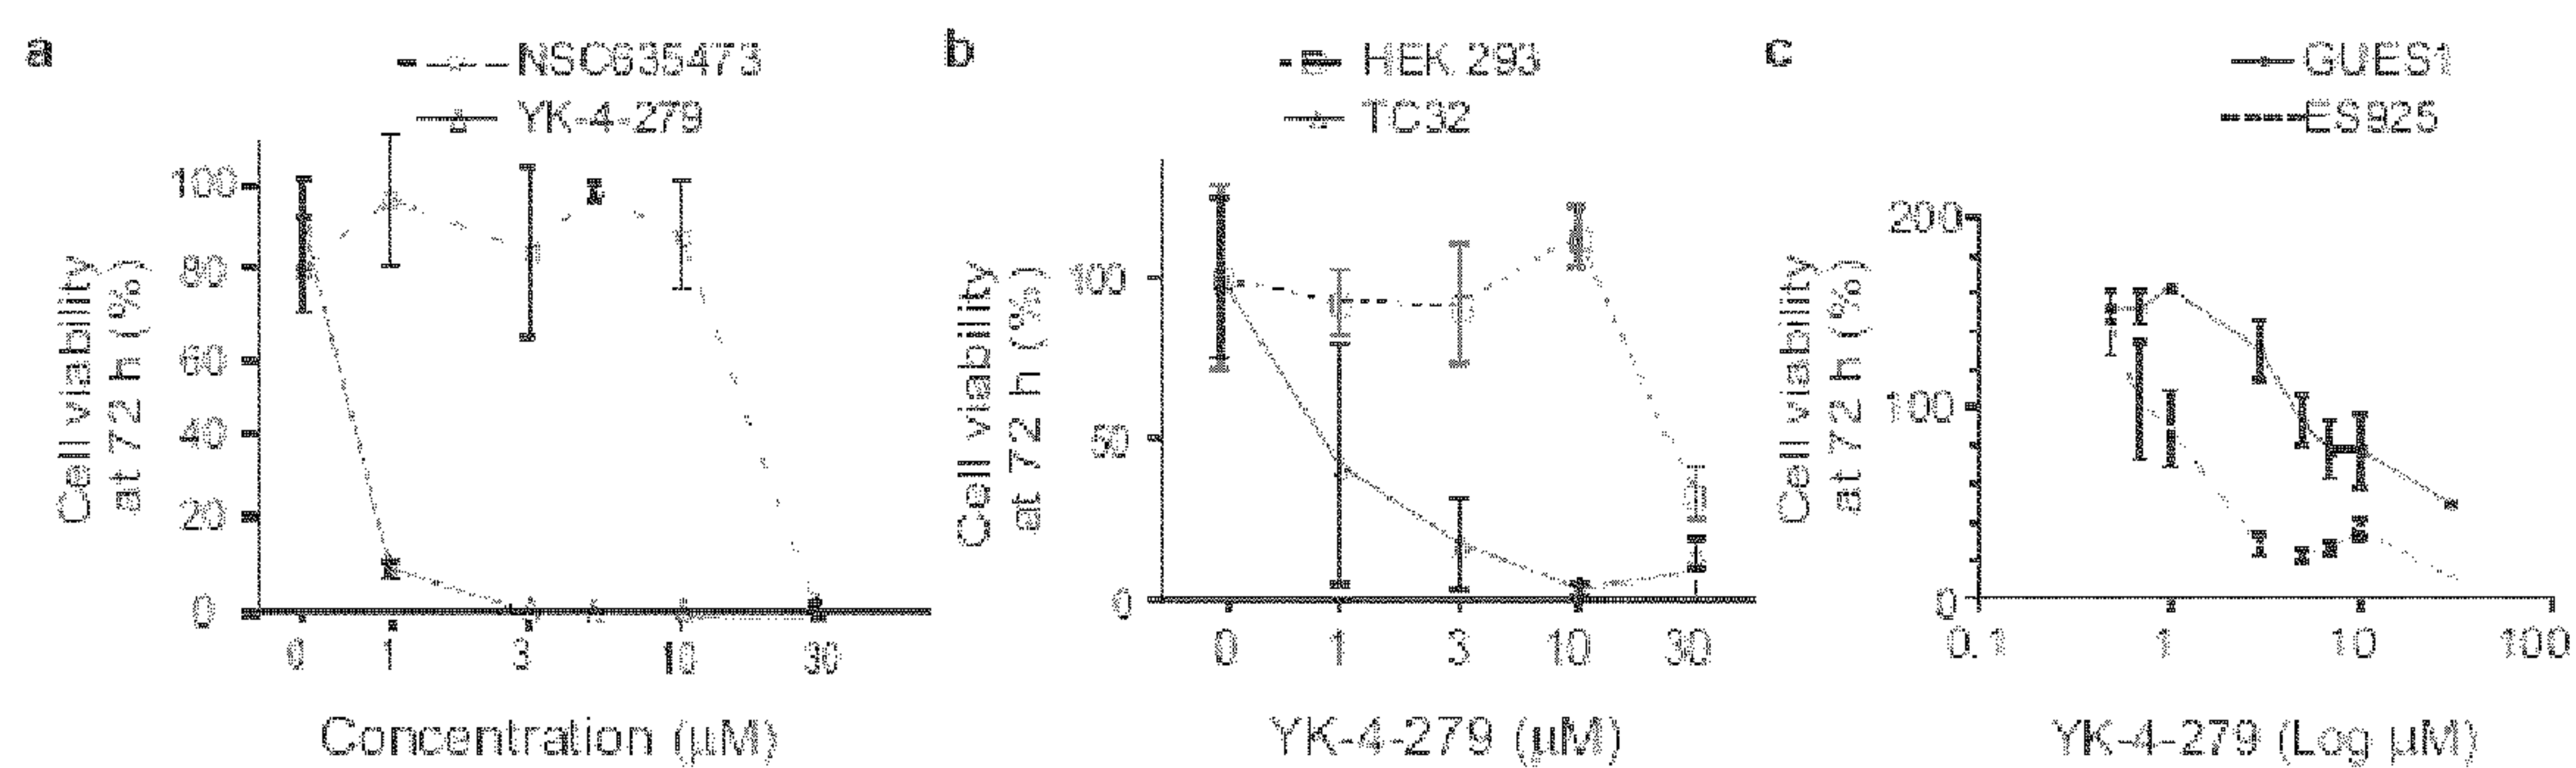 a
NSC635473
YK-4-279
100
80
60
40
20
0
Cell viability
at 72 h (%)
0 1 3 10 30
Concentration (µM)
b
HEK 293
TC32
100
50
0
Cell viability
at 72 h (%)
0 1 3 10 30
YK-4-279 (µM)
c
GUES1
ES925
200
100
0
Cell viability
at 72 h (%)
0.1 1 10 100
YK-4-279 (Log µM)